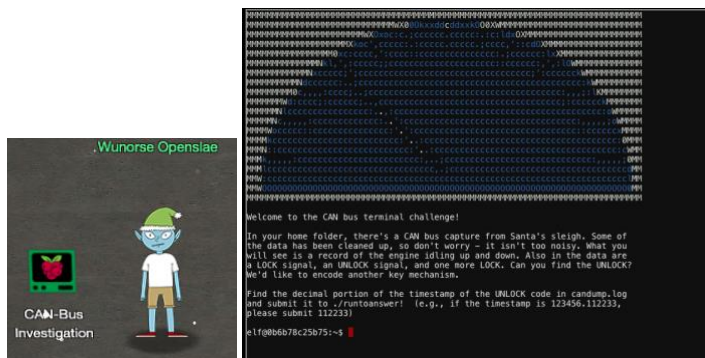 Wunorse Openslae
CAN-Bus
Investigation
Welcome to the CAN bus terminal challenge!
In your home folder, there's a CAN bus capture from Santa's sleigh. Some of
the data has been cleaned up, so don't worry - it isn't too noisy. What you
will see is a record of the engine idling up and down. Also in the data are
a LOCK signal, an UNLOCK signal, and one more LOCK. Can you find the UNLOCK?
We'd like to encode another key mechanism.
Find the decimal portion of the timestamp of the UNLOCK code in candump.log
and submit it to ./runtoanswer! (e.g., if the timestamp is 123456.112233,
please submit 112233)
elf@0b6b78c25b75:~$